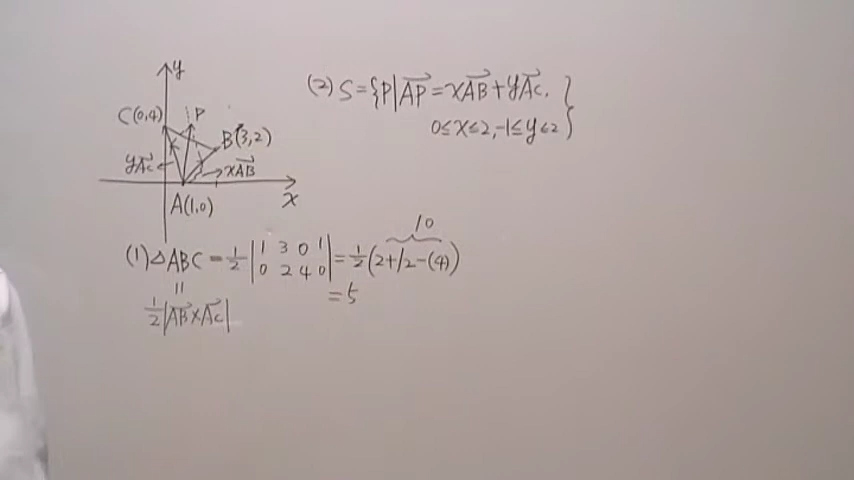 y
C(0,4) P
B(3,2)
yAC→ xAB→
x
A(1,0)
(1)△ABC = 1/2 |1 3 0 1 / 0 2 4 0| = 1/2 (2+12-(4))
10
= 5
||
1/2 |AB→×AC→|
(2) S={P|AP→=xAB→+yAC→,
0≤x≤2,-1≤y≤2}